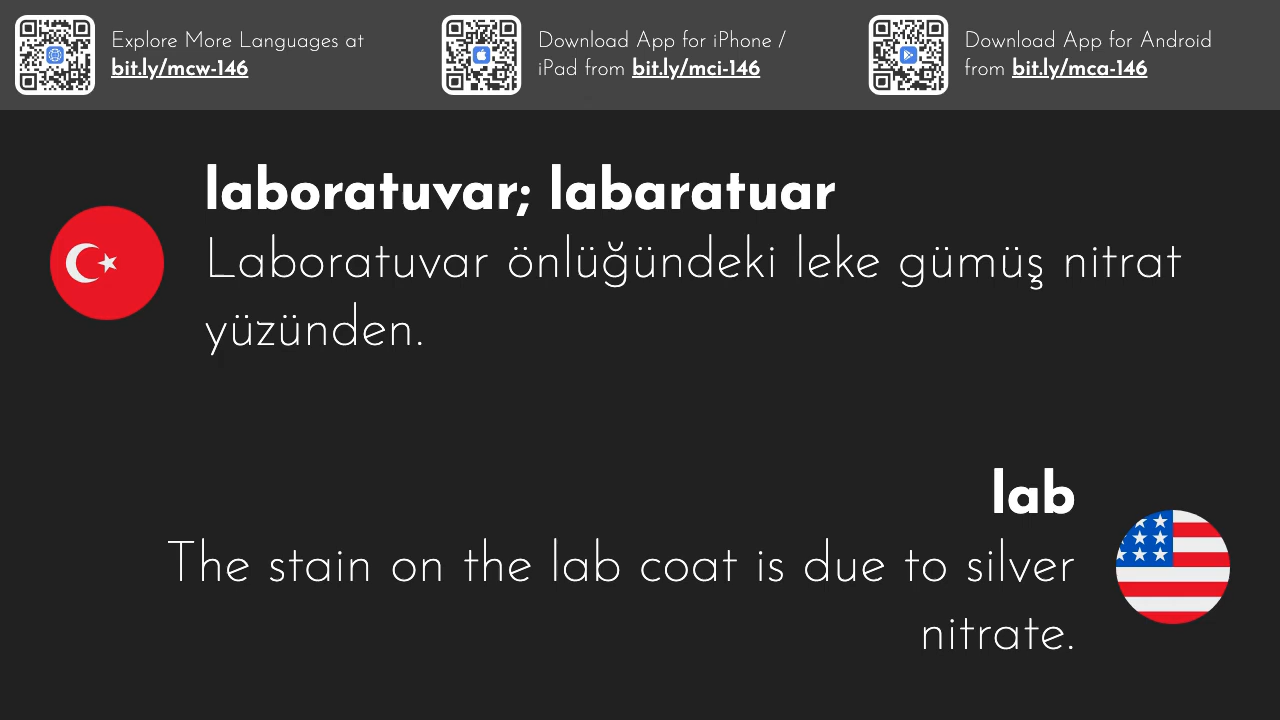 Explore More Languages at
bit.ly/mcw-146
Download App for iPhone /
iPad from bit.ly/mci-146
Download App for Android
from bit.ly/mca-146
laboratuvar; labaratuar
Laboratuvar önlüğündeki leke gümüş nitrat
yüzünden.
lab
The stain on the lab coat is due to silver
nitrate.